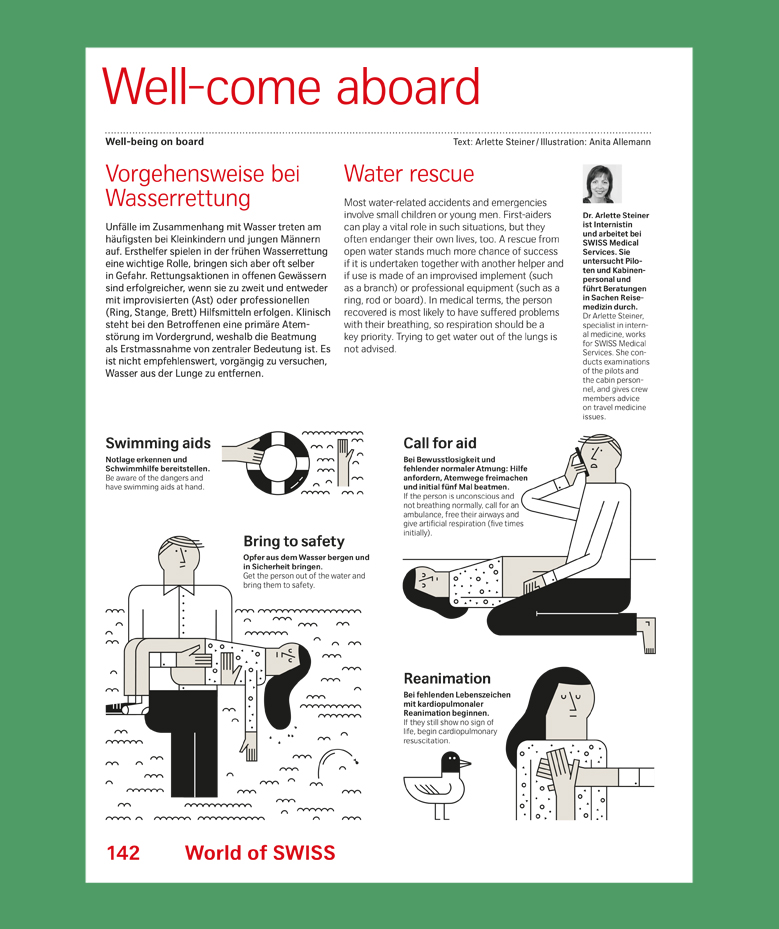 Well-come aboard
Well-being on board
Text: Arlette Steiner/Illustration: Anita Allemann
Vorgehensweise bei
Wasserrettung
Unfälle im Zusammenhang mit Wasser treten am
häufigsten bei Kleinkindern und jungen Männern
auf. Ersthelfer spielen in der frühen Wasserrettung
eine wichtige Rolle, bringen sich aber oft selber
in Gefahr. Rettungsaktionen in offenen Gewässern
sind erfolgreicher, wenn sie zu zweit und entweder
mit improvisierten (Ast) oder professionellen
(Ring, Stange, Brett) Hilfsmitteln erfolgen. Klinisch
steht bei den Betroffenen eine primäre Atem-
störung im Vordergrund, weshalb die Beatmung
als Erstmassnahme von zentraler Bedeutung ist. Es
ist nicht empfehlenswert, vorgängig zu versuchen,
Wasser aus der Lunge zu entfernen.
Water rescue
Most water-related accidents and emergencies
involve small children or young men. First-aiders
can play a vital role in such situations, but they
often endanger their own lives, too. A rescue from
open water stands much more chance of success
if it is undertaken together with another helper and
if use is made of an improvised implement (such
as a branch) or professional equipment (such as a
ring, rod or board). In medical terms, the person
recovered is most likely to have suffered problems
with their breathing, so respiration should be a
key priority. Trying to get water out of the lungs is
not advised.
Dr. Arlette Steiner
ist Internistin
und arbeitet bei
SWISS Medical
Services. Sie
untersucht Pilo-
ten und Kabinen-
personal und
führt Beratungen
in Sachen Reise-
medizin durch.
Dr Arlette Steiner,
specialist in intern-
al medicine, works
for SWISS Medical
Services. She con-
ducts examinations
of the pilots and
the cabin person-
nel, and gives crew
members advice
on travel medicine
issues.
Swimming aids
Notlage erkennen und
Schwimmhilfe bereitstellen.
Be aware of the dangers and
have swimming aids at hand.
Call for aid
Bei Bewusstlosigkeit und
fehlender normaler Atmung: Hilfe
anfordern, Atemwege freimachen
und initial fünf Mal beatmen.
If the person is unconscious and
not breathing normally, call for an
ambulance, free their airways and
give artificial respiration (five times
initially).
Bring to safety
Opfer aus dem Wasser bergen und
in Sicherheit bringen.
Get the person out of the water and
bring them to safety.
Reanimation
Bei fehlenden Lebenszeichen
mit kardiopulmonaler
Reanimation beginnen.
If they still show no sign of
life, begin cardiopulmonary
resuscitation.
142
World of SWISS